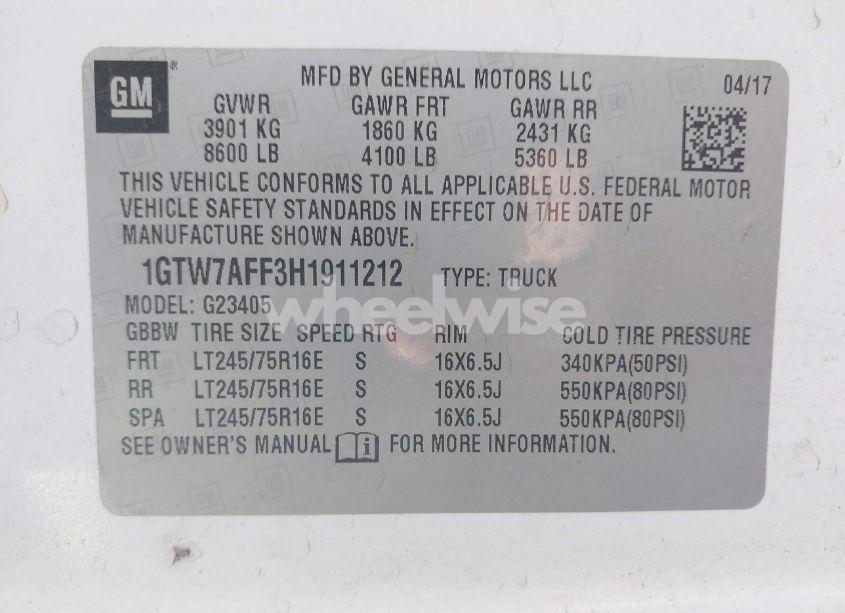 GM®
MFD BY GENERAL MOTORS LLC 04/17
GVWR GAWR FRT GAWR RR
3901 KG 1860 KG 2431 KG
8600 LB 4100 LB 5360 LB
THIS VEHICLE CONFORMS TO ALL APPLICABLE U.S. FEDERAL MOTOR
VEHICLE SAFETY STANDARDS IN EFFECT ON THE DATE OF
MANUFACTURE SHOWN ABOVE.
1GTW7AFF3H1911212 TYPE: TRUCK
MODEL: G23405
wheelwise
GBBW TIRE SIZE SPEED RTG RIM COLD TIRE PRESSURE
FRT LT245/75R16E S 16X6.5J 340KPA(50PSI)
RR LT245/75R16E S 16X6.5J 550KPA(80PSI)
SPA LT245/75R16E S 16X6.5J 550KPA(80PSI)
SEE OWNER'S MANUAL i FOR MORE INFORMATION.